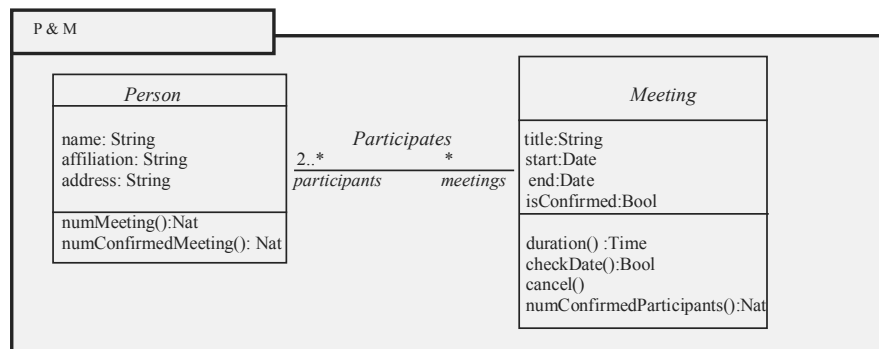 P & M
Person
name: String
affiliation: String
address: String
numMeeting():Nat
numConfirmedMeeting(): Nat
Participates
2..* *
participants meetings
Meeting
title:String
start:Date
end:Date
isConfirmed:Bool
duration() :Time
checkDate():Bool
cancel()
numConfirmedParticipants():Nat